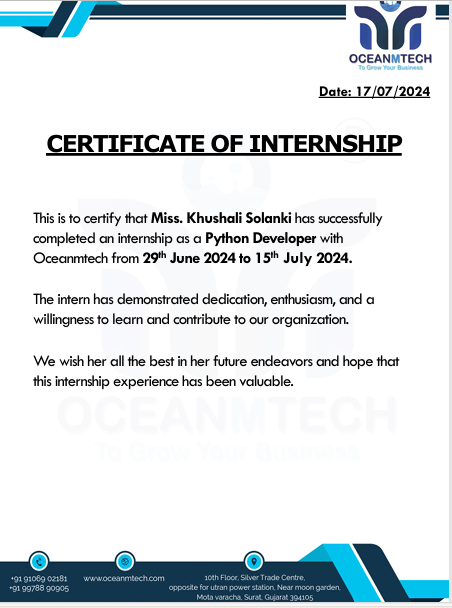 OCEANMTECH
To Grow Your Business
Date: 17/07/2024
CERTIFICATE OF INTERNSHIP
This is to certify that Miss. Khushali Solanki has successfully
completed an internship as a Python Developer with
Oceanmtech from 29th June 2024 to 15th July 2024.
The intern has demonstrated dedication, enthusiasm, and a
willingness to learn and contribute to our organization.
We wish her all the best in her future endeavors and hope that
this internship experience has been valuable.
OCEANMTECH
To Grow Your Business
+91 91069 02181
+91 99788 90905
www.oceanmtech.com
10th Floor, Silver Trade Centre,
opposite for utran power station, Near moon garden,
Mota varacha, Surat, Gujarat 394105